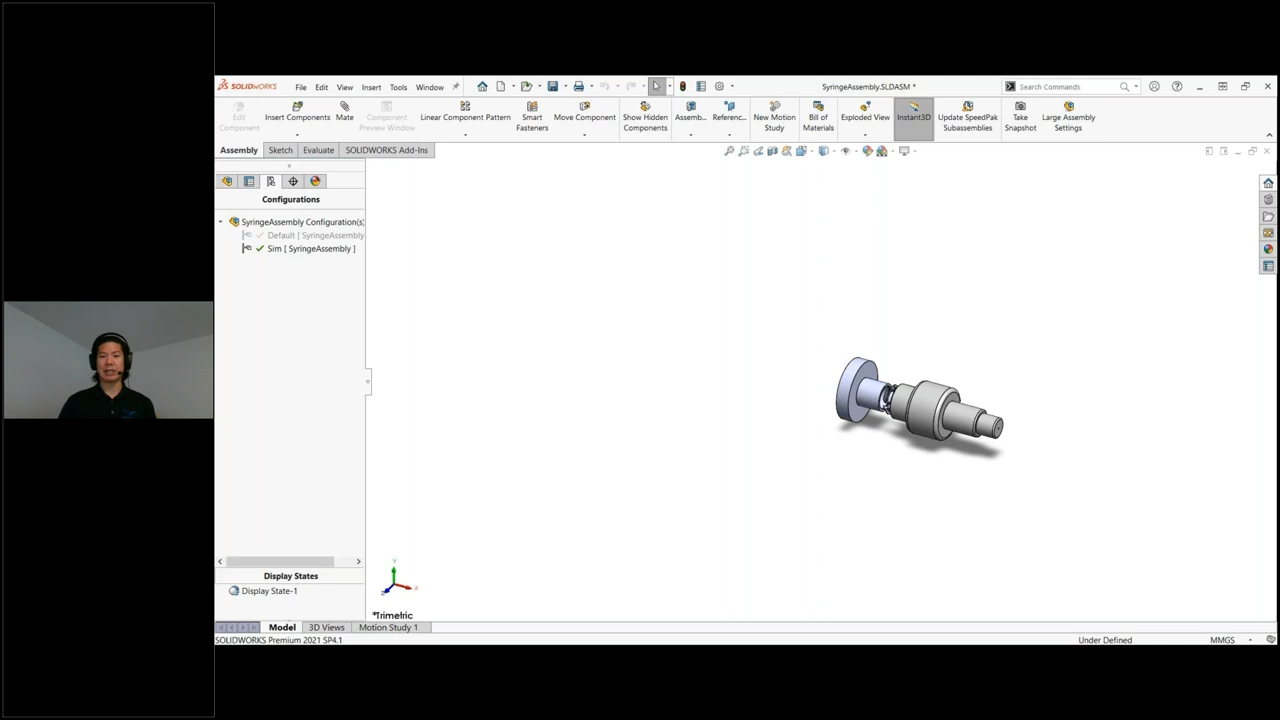 SOLIDWORKS File Edit View Insert Tools Window SyringeAssembly.SLDASM * Search Commands
Edit Component
Insert Components
Mate
Component Preview Window
Linear Component Pattern
Smart Fasteners
Move Component
Show Hidden Components
Assemb...
Referenc...
New Motion Study
Bill of Materials
Exploded View
Instant3D
Update SpeedPak Subassemblies
Take Snapshot
Large Assembly Settings
Assembly Sketch Evaluate SOLIDWORKS Add-Ins
Configurations
SyringeAssembly Configuration(s)
Default [ SyringeAssembly
Sim [ SyringeAssembly ]
Display States
Display State-1
*Trimetric
Model 3D Views Motion Study 1
SOLIDWORKS Premium 2021 SP4.1 Under Defined MMGS